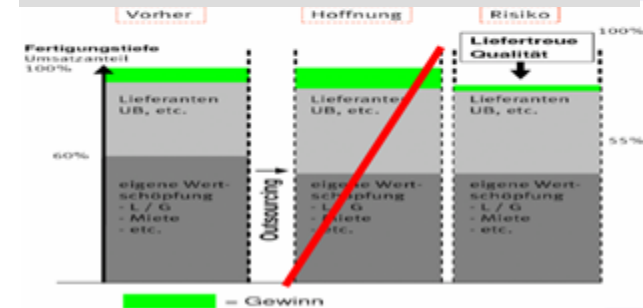 Vorher
Hoffnung
Risiko
100%
Fertigungstiefe
Umsatzanteil
100%
Liefertreue
Qualität
Lieferanten
UB, etc.
Lieferanten
UB, etc.
Lieferanten
UB, etc.
60%
55%
Outsourcing
eigene Wert-
schöpfung
- L / G
- Miete
- etc.
eigene Wert-
schöpfung
- L / G
- Miete
- etc.
eigene Wert-
schöpfung
- L / G
- Miete
- etc.
= Gewinn